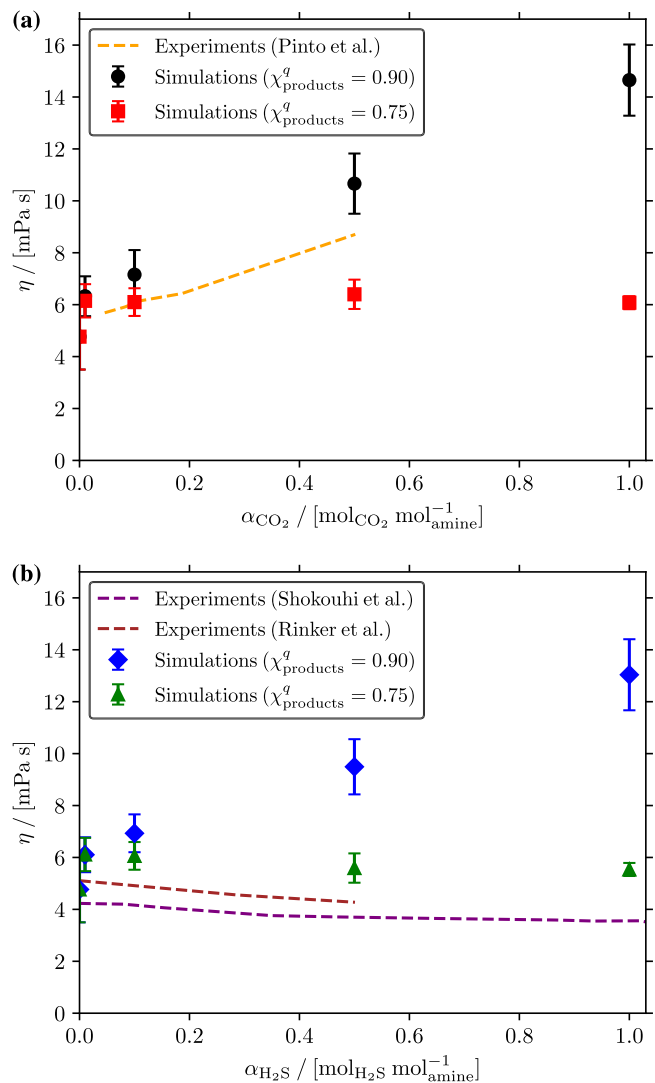 (a)
16
14
12
10
8
6
4
2
0
η / [mPa s]
Experiments (Pinto et al.)
Simulations (χ^q_products = 0.90)
Simulations (χ^q_products = 0.75)
0.0 0.2 0.4 0.6 0.8 1.0
α_CO₂ / [mol_CO₂ mol⁻¹_amine]
(b)
16
14
12
10
8
6
4
2
0
η / [mPa s]
Experiments (Shokouhi et al.)
Experiments (Rinker et al.)
Simulations (χ^q_products = 0.90)
Simulations (χ^q_products = 0.75)
0.0 0.2 0.4 0.6 0.8 1.0
α_H₂S / [mol_H₂S mol⁻¹_amine]